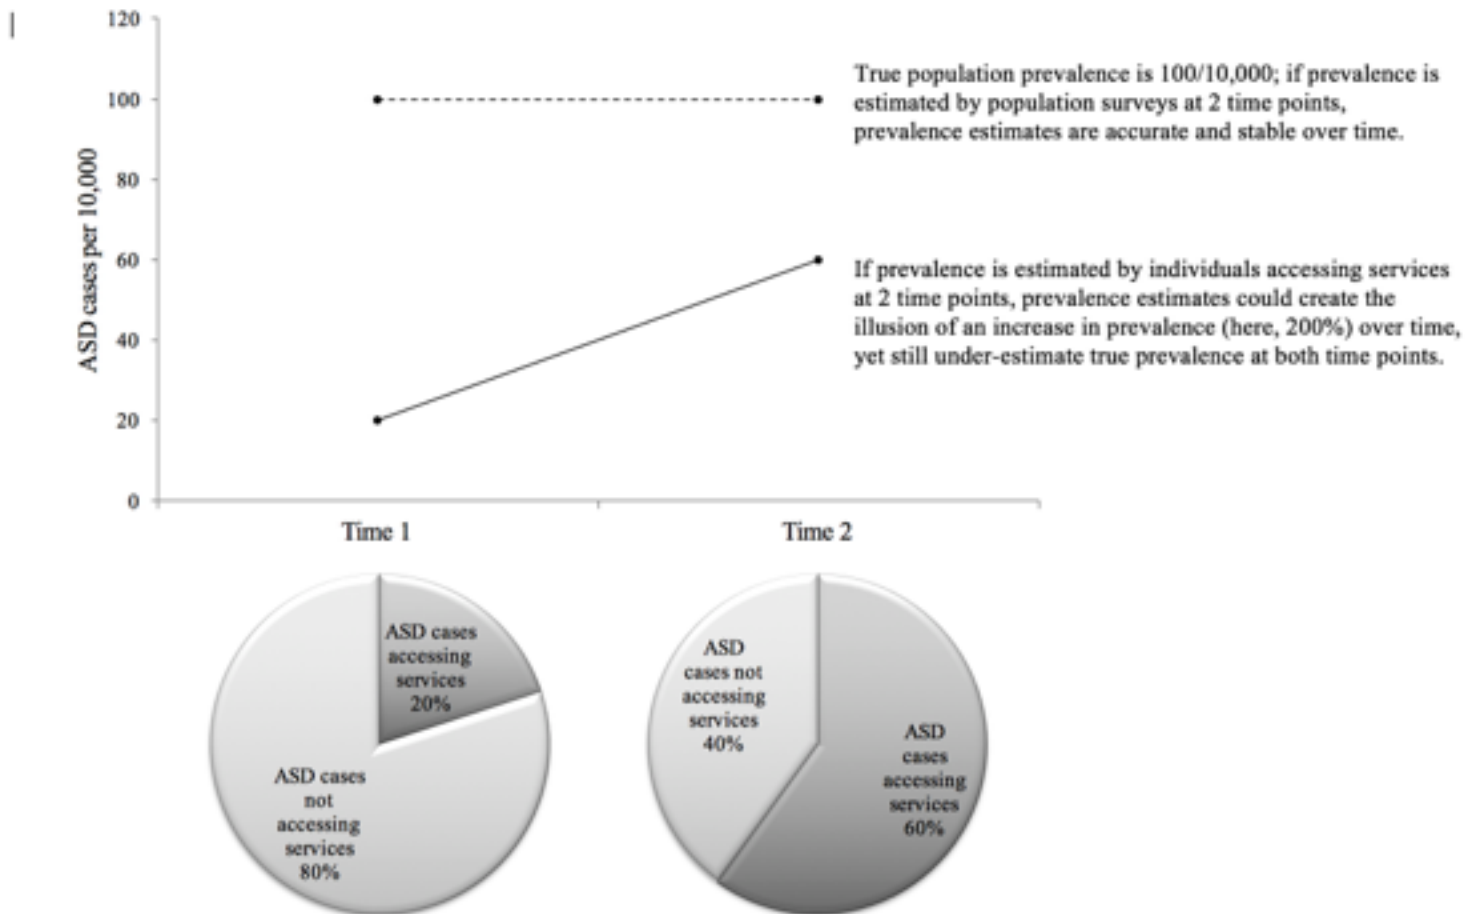 120
True population prevalence is 100/10,000; if prevalence is
100
estimated by population surveys at 2 time points,
prevalence estimates are accurate and stable over time.
80
ASD cases per 10,000
60
If prevalence is estimated by individuals accessing services
at 2 time points, prevalence estimates could create the
illusion of an increase in prevalence (here, 200%) over time,
40
yet still under-estimate true prevalence at both time points.
20
0
Time 1
Time 2
ASD cases
accessing
services
20%
ASD cases
not
accessing
services
80%
ASD
cases not
accessing
services
40%
ASD
cases
accessing
services
60%